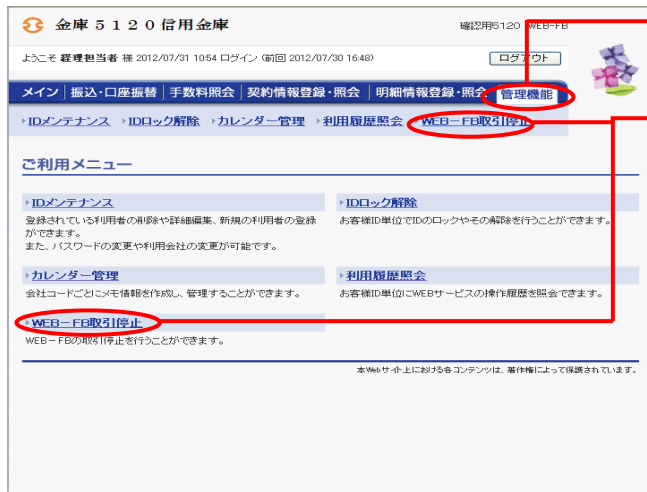 金庫５１２０信用金庫
確認用5120 WEB-FB
ようこそ 経理担当者 様 2012/07/31 10:54 ログイン (前回 2012/07/30 16:48)
ログアウト
メイン 振込・口座振替 手数料照会 契約情報登録・照会 明細情報登録・照会 管理機能
IDメンテナンス IDロック解除 カレンダー管理 利用履歴照会 WEB－FB取引停止
ご利用メニュー
IDメンテナンス
登録されている利用者の削除や詳細編集、新規の利用者の登録
ができます。
また、パスワードの変更や利用会社の変更が可能です。
IDロック解除
お客様ID単位でIDのロックやその解除を行うことができます。
カレンダー管理
会社コードごとにメモ情報を作成し、管理することができます。
利用履歴照会
お客様ID単位にWEBサービスの操作履歴を照会できます。
WEB－FB取引停止
WEB－FBの取引停止を行うことができます。
本Webサイト上における各コンテンツは、著作権によって保護されています。